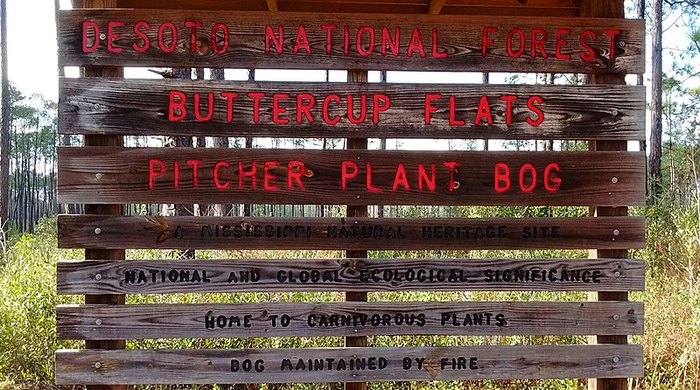 DESOTO NATIONAL FOREST
BUTTERCUP FLATS
PITCHER PLANT BOG
A MISSISSIPPI NATURAL HERITAGE SITE
NATIONAL AND GLOBAL ECOLOGICAL SIGNIFICANCE
HOME TO CARNIVOROUS PLANTS
BOG MAINTAINED BY FIRE